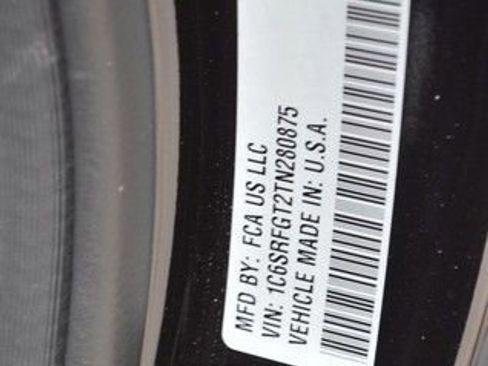 MFD BY: FCA US LLC
VIN: 1C6SRFGT2TN280875
VEHICLE MADE IN: U.S.A.